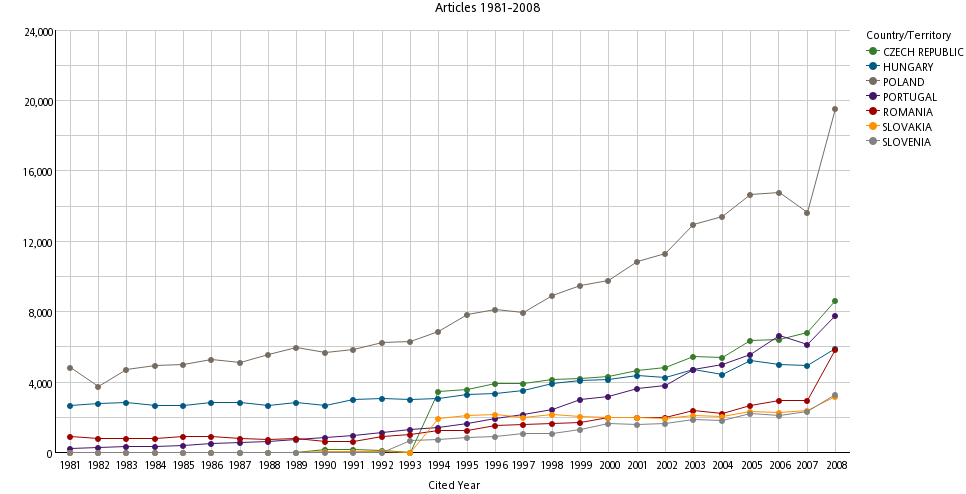 Articles 1981-2008
Country/Territory
CZECH REPUBLIC
HUNGARY
POLAND
PORTUGAL
ROMANIA
SLOVAKIA
SLOVENIA
24,000
20,000
16,000
12,000
8,000
4,000
0
1981 1982 1983 1984 1985 1986 1987 1988 1989 1990 1991 1992 1993 1994 1995 1996 1997 1998 1999 2000 2001 2002 2003 2004 2005 2006 2007 2008
Cited Year